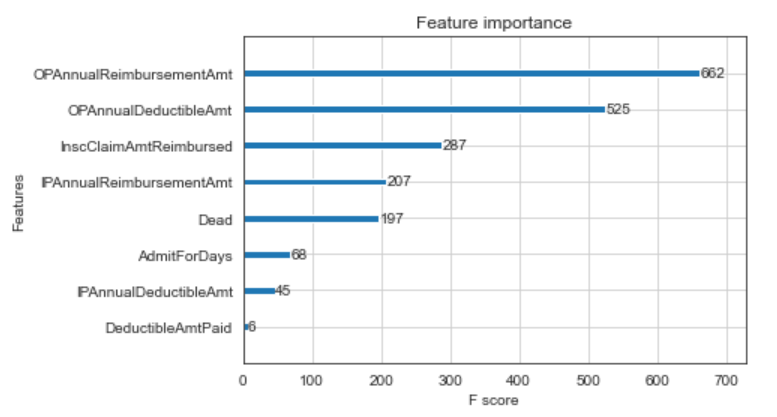 Feature importance
OPAnnualReimbursementAmt 662
OPAnnualDeductibleAmt 525
InscClaimAmtReimbursed 287
IPAnnualReimbursementAmt 207
Dead 197
AdmitForDays 68
IPAnnualDeductibleAmt 45
DeductibleAmtPaid 6
Features
0 100 200 300 400 500 600 700
F score